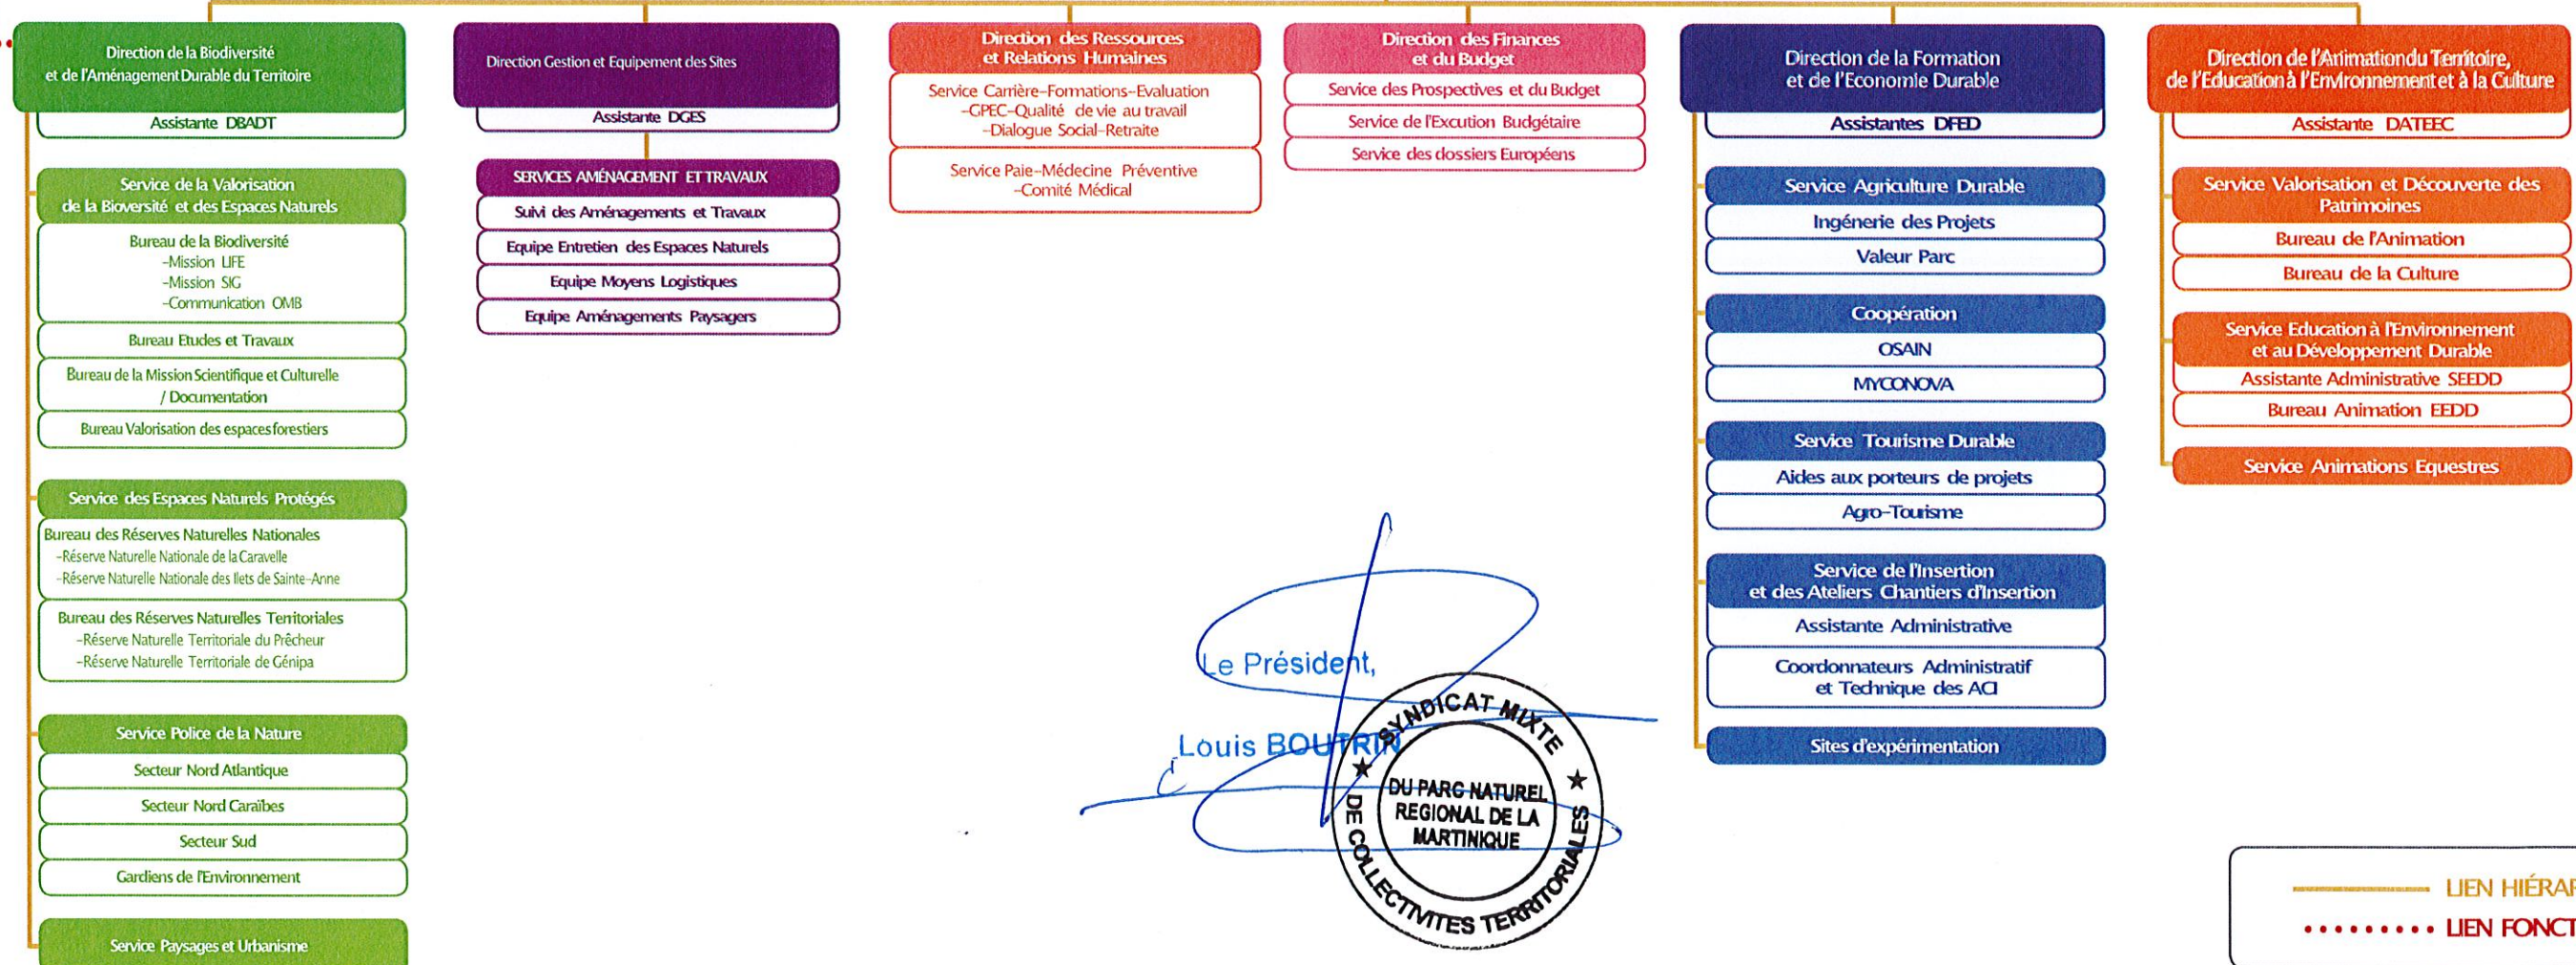 Direction de la Biodiversité
et de l'Aménagement Durable du Territoire
Assistante DBADT
Service de la Valorisation
de la Bioversité et des Espaces Naturels
Bureau de la Biodiversité
-Mission LIFE
-Mission SIG
-Communication OMB
Bureau Etudes et Travaux
Bureau de la Mission Scientifique et Culturelle
/ Documentation
Bureau Valorisation des espaces forestiers
Service des Espaces Naturels Protégés
Bureau des Réserves Naturelles Nationales
-Réserve Naturelle Nationale de la Caravelle
-Réserve Naturelle Nationale des Ilets de Sainte-Anne
Bureau des Réserves Naturelles Territoriales
-Réserve Naturelle Territoriale du Prêcheur
-Réserve Naturelle Territoriale de Génipa
Service Police de la Nature
Secteur Nord Atlantique
Secteur Nord Caraïbes
Secteur Sud
Gardiens de l'Environnement
Service Paysages et Urbanisme
Direction Gestion et Equipement des Sites
Assistante DGES
SERVICES AMÉNAGEMENT ET TRAVAUX
Suivi des Aménagements et Travaux
Equipe Entretien des Espaces Naturels
Equipe Moyens Logistiques
Equipe Aménagements Paysagers
Direction des Ressources
et Relations Humaines
Service Carrière-Formations-Evaluation
-GPEC-Qualité de vie au travail
-Dialogue Social-Retraite
Service Paie-Médecine Préventive
-Comité Médical
Direction des Finances
et du Budget
Service des Prospectives et du Budget
Service de l'Excution Budgétaire
Service des dossiers Européens
Direction de la Formation
et de l'Economie Durable
Assistantes DFED
Service Agriculture Durable
Ingénerie des Projets
Valeur Parc
Coopération
OSAIN
MYCONOVA
Service Tourisme Durable
Aides aux porteurs de projets
Agro-Tourisme
Service de l'Insertion
et des Ateliers Chantiers d'Insertion
Assistante Administrative
Coordonnateurs Administratif
et Technique des ACI
Sites d'expérimentation
Direction de l'Animation du Territoire,
de l'Education à l'Environnement et à la Culture
Assistante DATEEC
Service Valorisation et Découverte des
Patrimoines
Bureau de l'Animation
Bureau de la Culture
Service Education à l'Environnement
et au Développement Durable
Assistante Administrative SEEDD
Bureau Animation EEDD
Service Animations Equestres
Le Président,
Louis BOUTRIN
SYNDICAT MIXTE
DE COLLECTIVITES TERRITORIALES
DU PARC NATUREL
REGIONAL DE LA
MARTINIQUE
LIEN HIÉRAR
LIEN FONCT